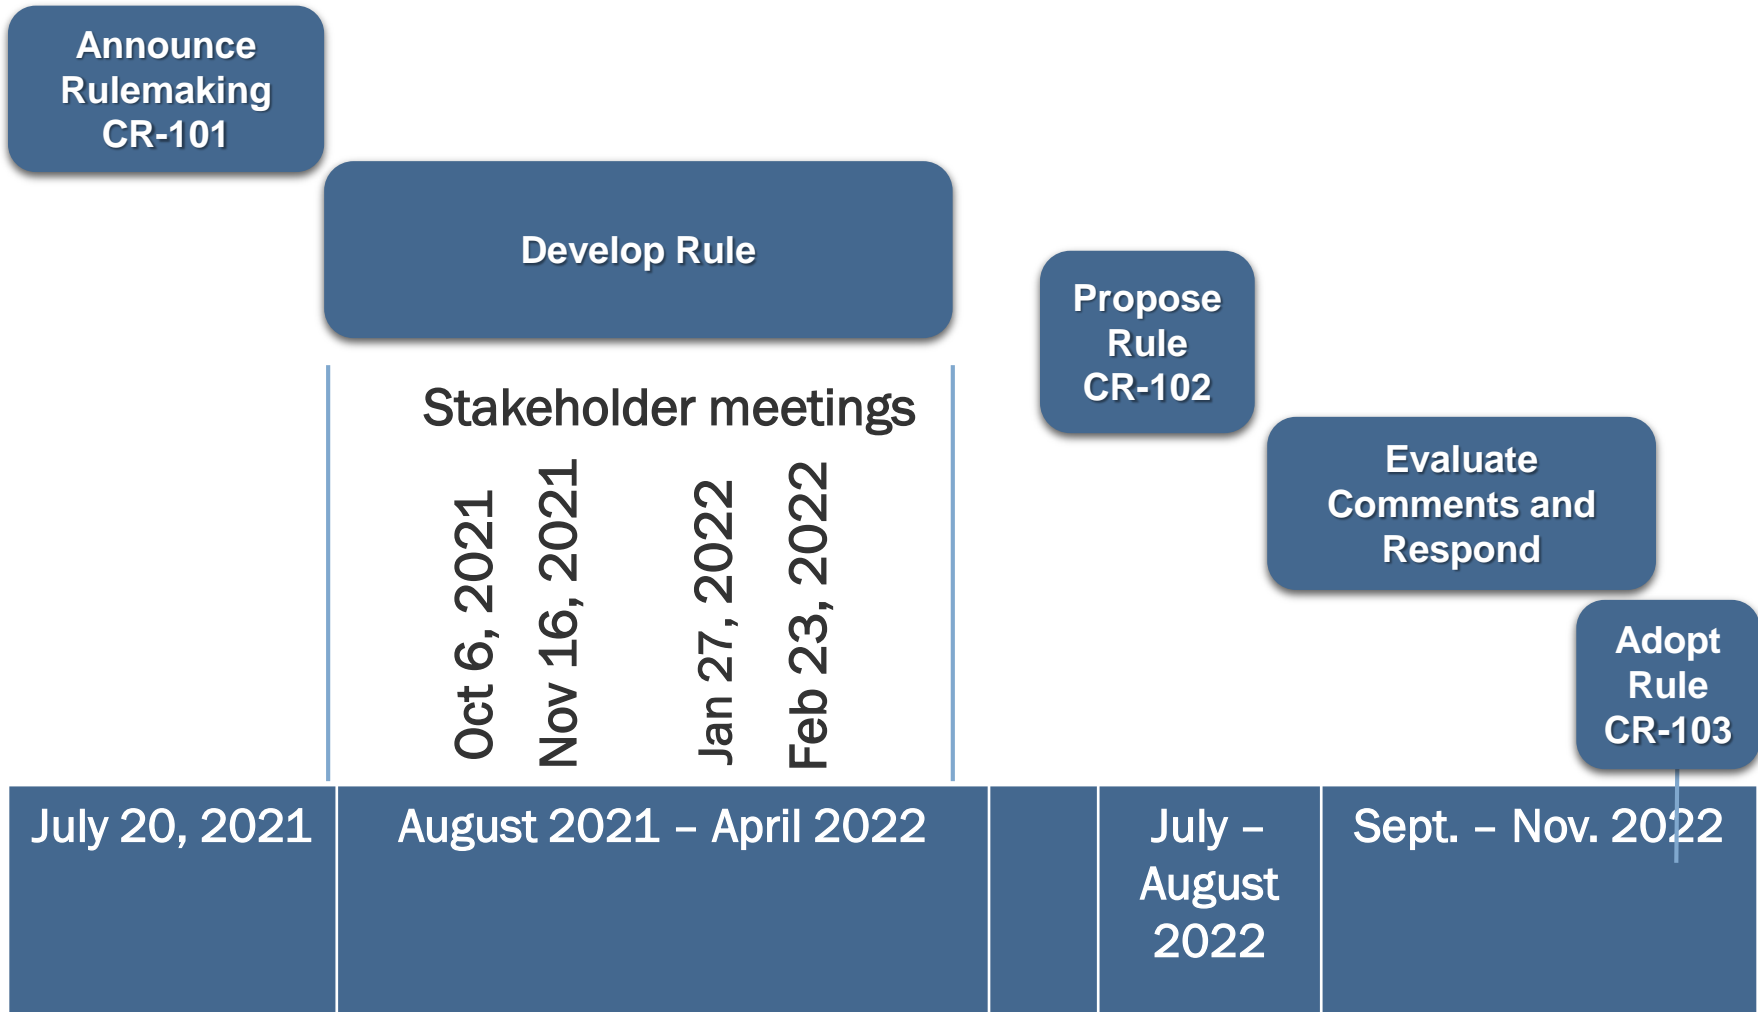 Announce
Rulemaking
CR-101
Develop Rule
Propose
Rule
CR-102
Stakeholder meetings
Oct 6, 2021
Nov 16, 2021
Jan 27, 2022
Feb 23, 2022
Evaluate
Comments and
Respond
Adopt
Rule
CR-103
July 20, 2021
August 2021 – April 2022
July –
August
2022
Sept. – Nov. 2022